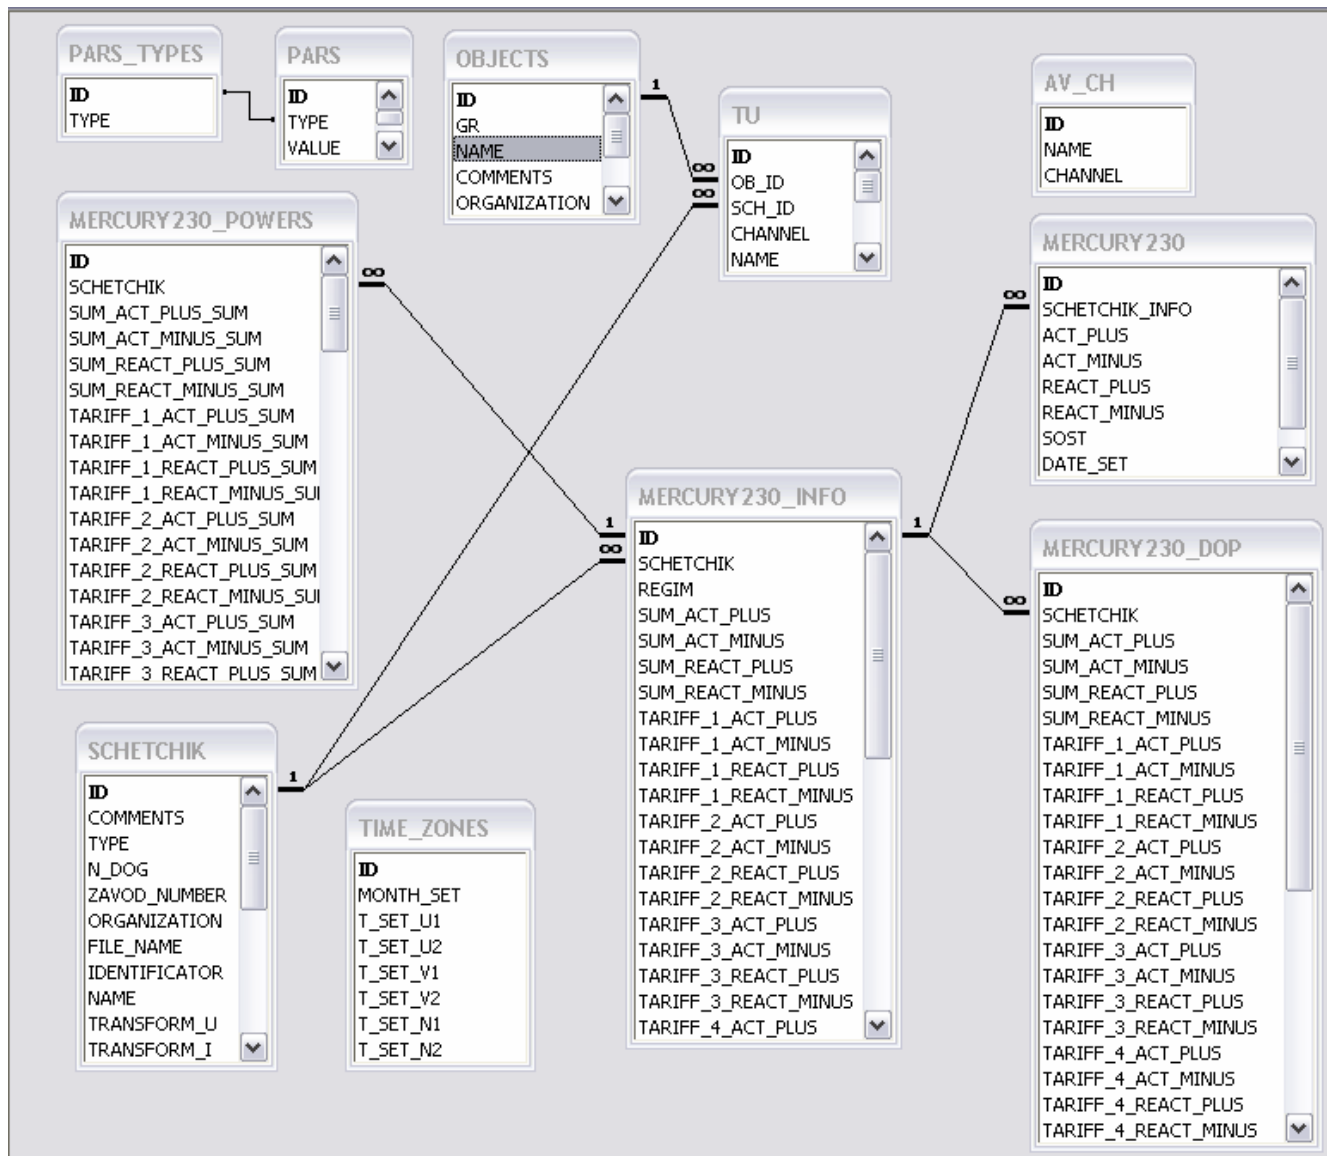 PARS_TYPES
ID
TYPE
PARS
ID
TYPE
VALUE
OBJECTS
ID
GR
NAME
COMMENTS
ORGANIZATION
1
∞
∞
TU
ID
OB_ID
SCH_ID
CHANNEL
NAME
AV_CH
ID
NAME
CHANNEL
MERCURY230_POWERS
ID
SCHETCHIK
SUM_ACT_PLUS_SUM
SUM_ACT_MINUS_SUM
SUM_REACT_PLUS_SUM
SUM_REACT_MINUS_SUM
TARIFF_1_ACT_PLUS_SUM
TARIFF_1_ACT_MINUS_SUM
TARIFF_1_REACT_PLUS_SUM
TARIFF_1_REACT_MINUS_SU
TARIFF_2_ACT_PLUS_SUM
TARIFF_2_ACT_MINUS_SUM
TARIFF_2_REACT_PLUS_SUM
TARIFF_2_REACT_MINUS_SU
TARIFF_3_ACT_PLUS_SUM
TARIFF_3_ACT_MINUS_SUM
TARIFF_3_REACT_PLUS_SUM
∞
MERCURY230
ID
SCHETCHIK_INFO
ACT_PLUS
ACT_MINUS
REACT_PLUS
REACT_MINUS
SOST
DATE_SET
∞
1
∞
MERCURY230_INFO
ID
SCHETCHIK
REGIM
SUM_ACT_PLUS
SUM_ACT_MINUS
SUM_REACT_PLUS
SUM_REACT_MINUS
TARIFF_1_ACT_PLUS
TARIFF_1_ACT_MINUS
TARIFF_1_REACT_PLUS
TARIFF_1_REACT_MINUS
TARIFF_2_ACT_PLUS
TARIFF_2_ACT_MINUS
TARIFF_2_REACT_PLUS
TARIFF_2_REACT_MINUS
TARIFF_3_ACT_PLUS
TARIFF_3_ACT_MINUS
TARIFF_3_REACT_PLUS
TARIFF_3_REACT_MINUS
TARIFF_4_ACT_PLUS
1
∞
MERCURY230_DOP
ID
SCHETCHIK
SUM_ACT_PLUS
SUM_ACT_MINUS
SUM_REACT_PLUS
SUM_REACT_MINUS
TARIFF_1_ACT_PLUS
TARIFF_1_ACT_MINUS
TARIFF_1_REACT_PLUS
TARIFF_1_REACT_MINUS
TARIFF_2_ACT_PLUS
TARIFF_2_ACT_MINUS
TARIFF_2_REACT_PLUS
TARIFF_2_REACT_MINUS
TARIFF_3_ACT_PLUS
TARIFF_3_ACT_MINUS
TARIFF_3_REACT_PLUS
TARIFF_3_REACT_MINUS
TARIFF_4_ACT_PLUS
TARIFF_4_ACT_MINUS
TARIFF_4_REACT_PLUS
TARIFF_4_REACT_MINUS
SCHETCHIK
ID
COMMENTS
TYPE
N_DOG
ZAVOD_NUMBER
ORGANIZATION
FILE_NAME
IDENTIFICATOR
NAME
TRANSFORM_U
TRANSFORM_I
1
TIME_ZONES
ID
MONTH_SET
T_SET_U1
T_SET_U2
T_SET_V1
T_SET_V2
T_SET_N1
T_SET_N2